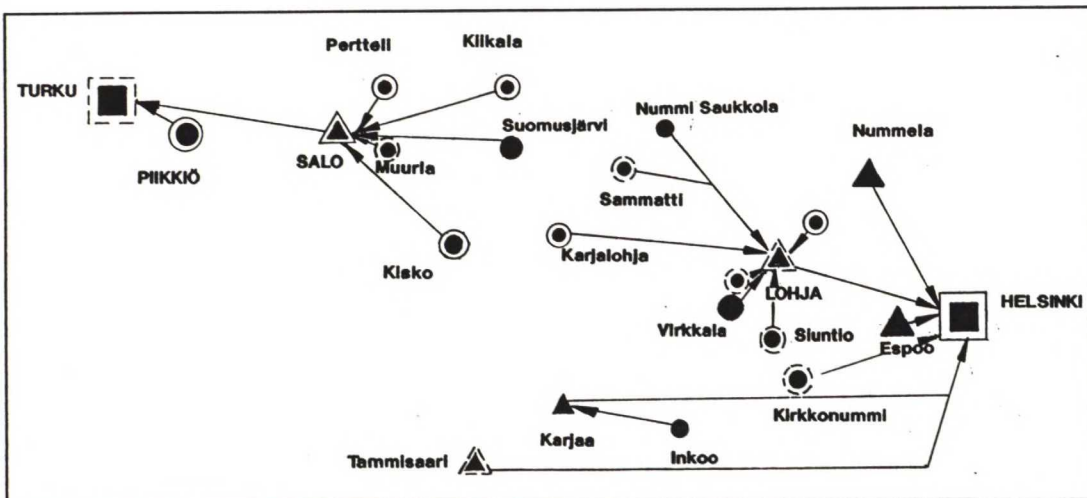 Pertteli
Kiikala
TURKU
Nummi Saukkola
Suomusjärvi
Nummela
SALO
Muurla
PIIKKIÖ
Sammatti
Karjalohja
Kisko
LOHJA
HELSINKI
Virkkala
Siuntio
Espoo
Kirkkonummi
Karjaa
Inkoo
Tammisaari